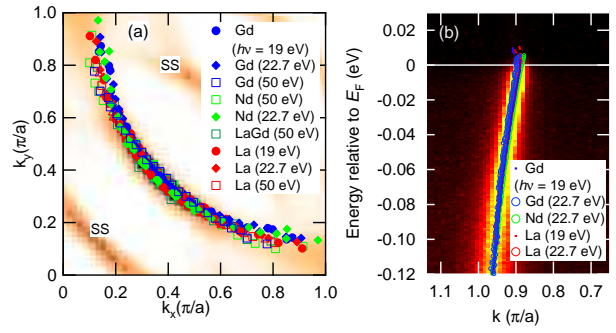 (a)
SS
SS
Gd
(hν = 19 eV)
Gd (22.7 eV)
Gd (50 eV)
Nd (50 eV)
Nd (22.7 eV)
LaGd (50 eV)
La (19 eV)
La (22.7 eV)
La (50 eV)
1.0
0.8
0.6
0.4
0.2
0.0
ky(π/a)
0.0
0.2
0.4
0.6
0.8
1.0
kx(π/a)
(b)
0.00
-0.02
-0.04
-0.06
-0.08
-0.10
-0.12
Energy relative to EF (eV)
Gd
(hν = 19 eV)
Gd (22.7 eV)
Nd (22.7 eV)
La (19 eV)
La (22.7 eV)
1.1
1.0
0.9
0.8
0.7
k (π/a)